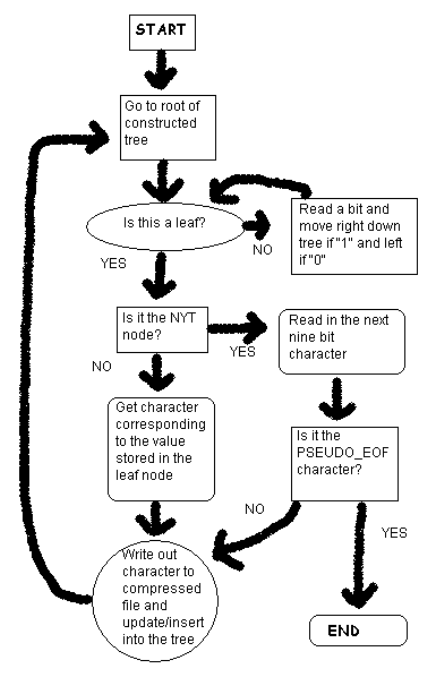 START
Go to root of
constructed
tree
Is this a leaf?
NO
Read a bit and
move right down
tree if "1" and left
if "0"
YES
Is it the NYT
node?
YES
Read in the next
nine bit
character
NO
Get character
corresponding
to the value
stored in the
leaf node
Is it the
PSEUDO_EOF
character?
NO
YES
Write out
character to
compressed
file and
update/insert
into the tree
END